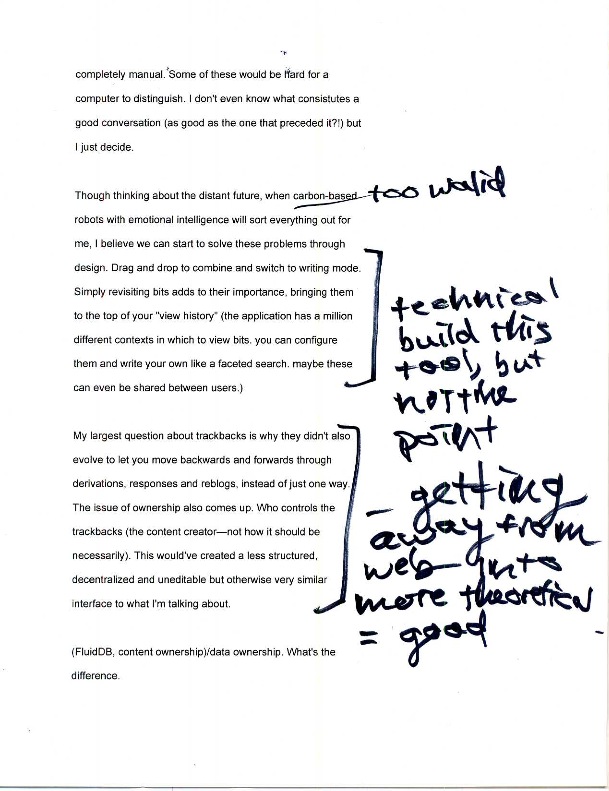 completely manual. Some of these would be hard for a
computer to distinguish. I don't even know what consistutes a
good conversation (as good as the one that preceded it?!) but
I just decide.
Though thinking about the distant future, when carbon-based
too walid
robots with emotional intelligence will sort everything out for
me, I believe we can start to solve these problems through
design. Drag and drop to combine and switch to writing mode.
Simply revisiting bits adds to their importance, bringing them
to the top of your "view history" (the application has a million
different contexts in which to view bits. you can configure
them and write your own like a faceted search. maybe these
can even be shared between users.)
technical
build this
tool, but
not the
point
My largest question about trackbacks is why they didn't also
evolve to let you move backwards and forwards through
derivations, responses and reblogs, instead of just one way.
The issue of ownership also comes up. Who controls the
trackbacks (the content creator—not how it should be
necessarily). This would've created a less structured,
decentralized and uneditable but otherwise very similar
interface to what I'm talking about.
- getting
away from
web into
more theoretical
= good
(FluidDB, content ownership)/data ownership. What's the
difference.